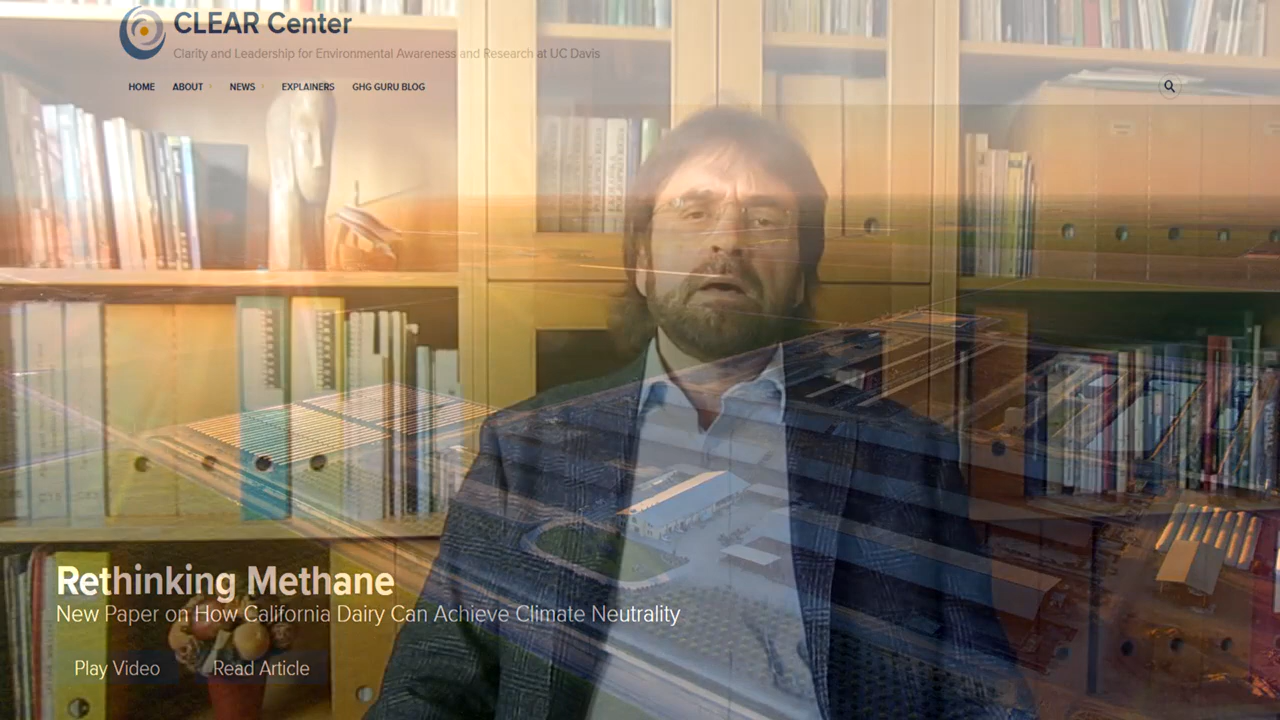 CLEAR Center
Clarity and Leadership for Environmental Awareness and Research at UC Davis
HOME ABOUT NEWS EXPLAINERS GHG GURU BLOG
Rethinking Methane
New Paper on How California Dairy Can Achieve Climate Neutrality
Play Video Read Article